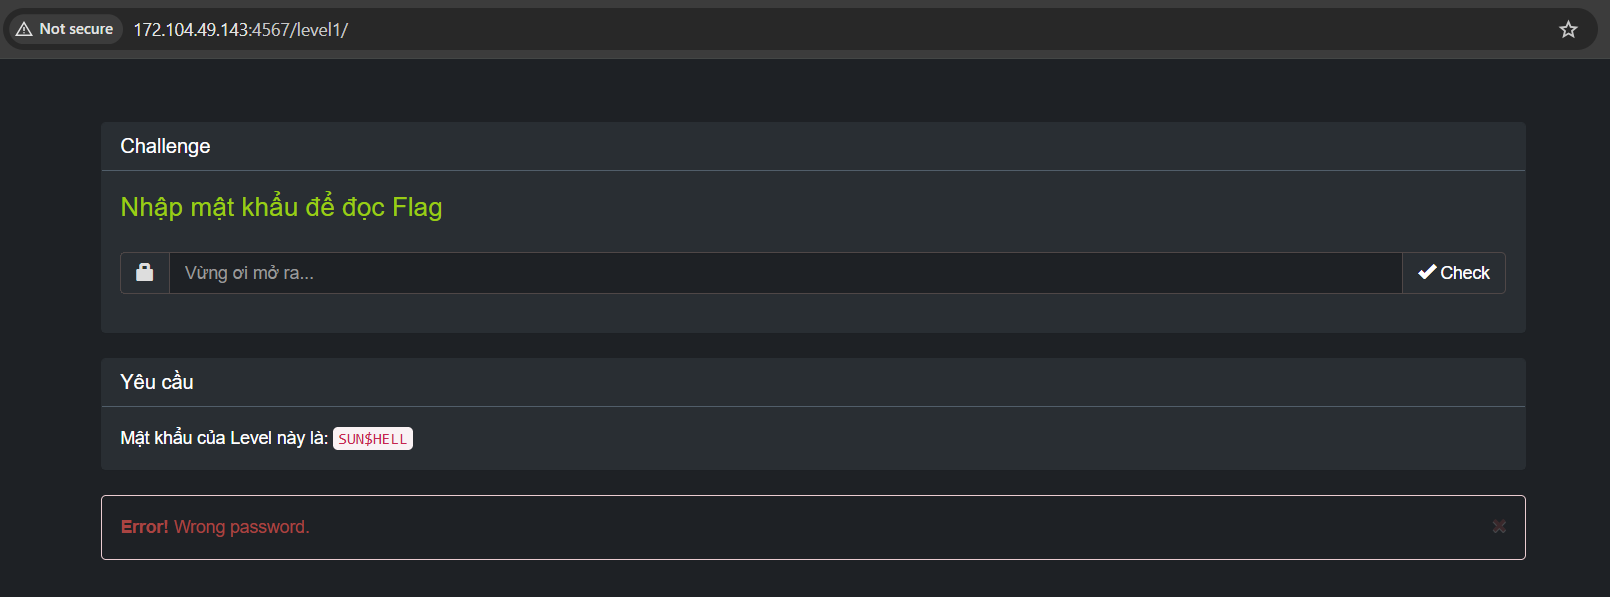 Not secure 172.104.49.143:4567/level1/
Challenge
Nhập mật khẩu để đọc Flag
Vừng ơi mở ra... Check
Yêu cầu
Mật khẩu của Level này là: SUN$HELL
Error! Wrong password.